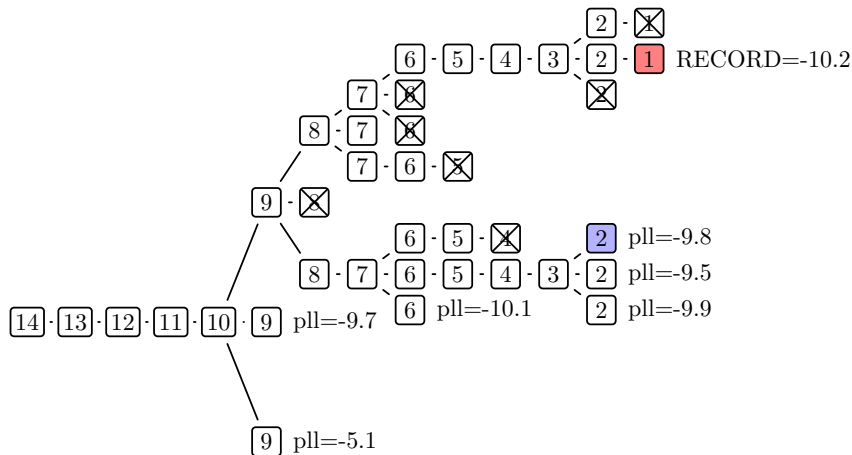 2 1
6 5 4 3 2 1 RECORD=-10.2
7 6 2
8 7 6
7 6 5
9 8
6 5 4 2 pll=-9.8
8 7 6 5 4 3 2 pll=-9.5
6 pll=-10.1 2 pll=-9.9
14 13 12 11 10 9 pll=-9.7
9 pll=-5.1